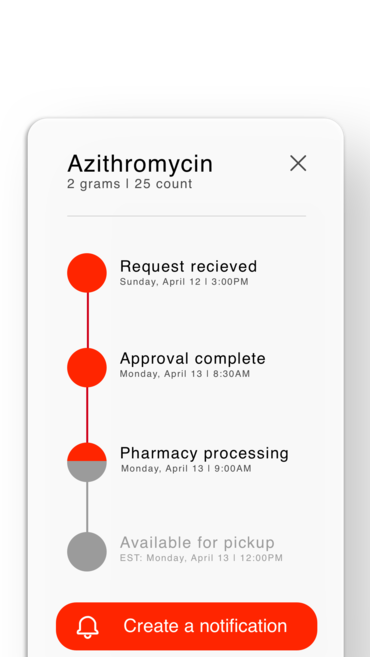 Azithromycin
2 grams | 25 count
Request recieved
Sunday, April 12 | 3:00PM
Approval complete
Monday, April 13 | 8:30AM
Pharmacy processing
Monday, April 13 | 9:00AM
Available for pickup
EST: Monday, April 13 | 12:00PM
Create a notification